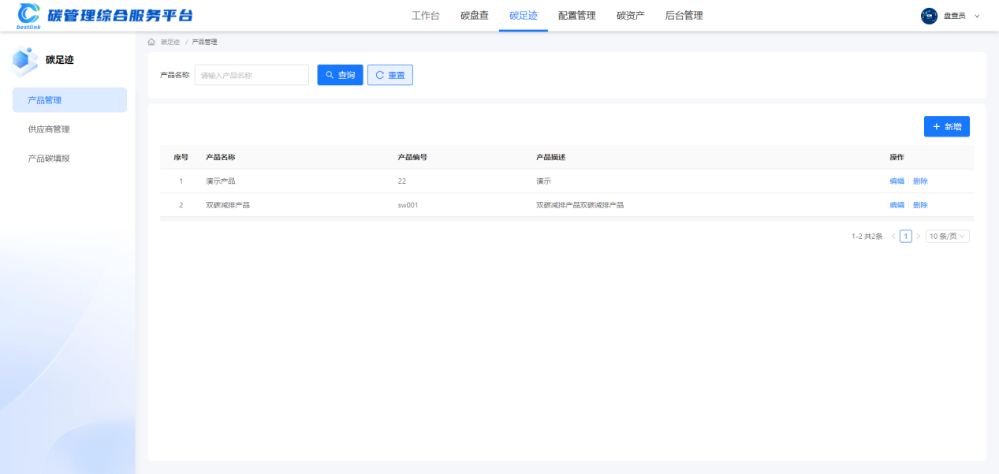 碳管理综合服务平台
bestlink
工作台 碳盘查 碳足迹 配置管理 碳资产 后台管理
盘查员
碳足迹 / 产品管理
碳足迹
产品管理
供应商管理
产品碳填报
产品名称 请输入产品名称 查询 重置
+ 新增
序号 产品名称 产品编号 产品描述 操作
1 演示产品 22 演示 编辑 删除
2 双碳减排产品 sw001 双碳减排产品双碳减排产品 编辑 删除
1-2 共2条 < 1 > 10 条/页